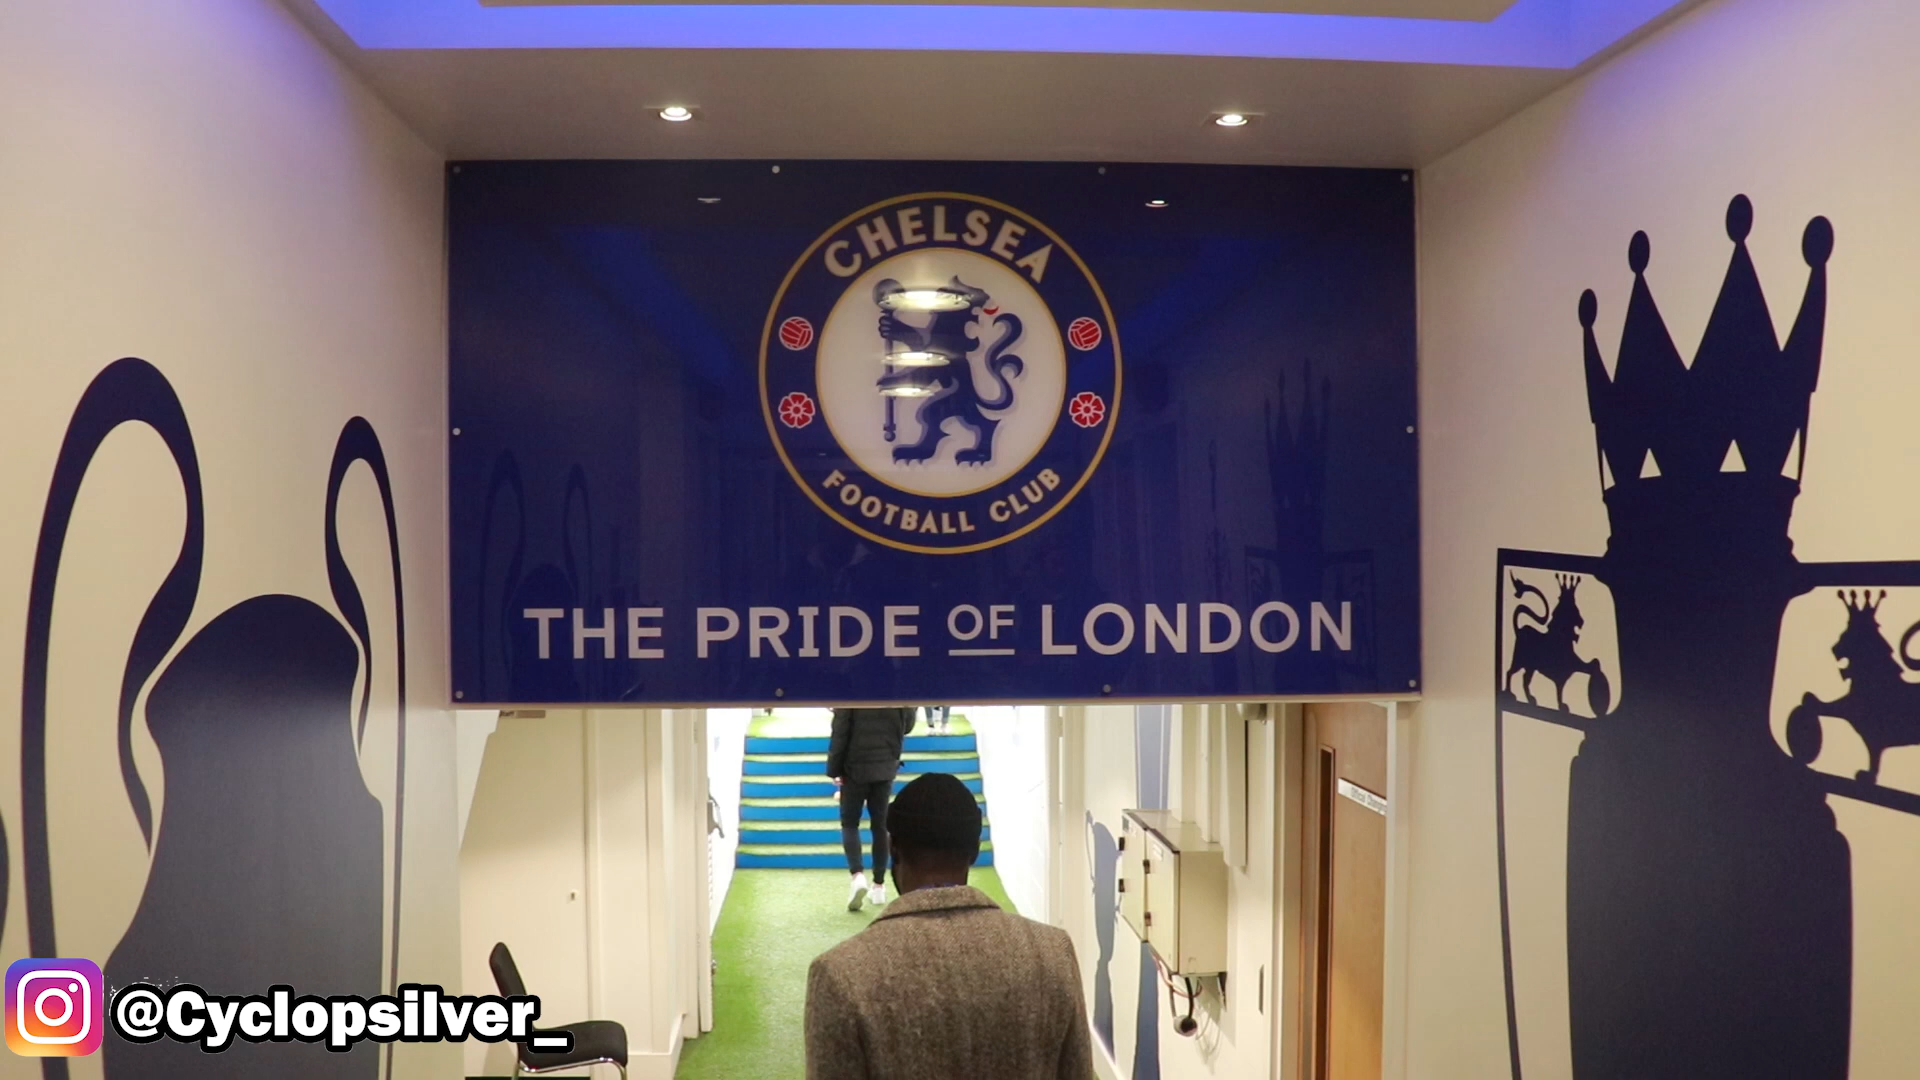 CHELSEA
FOOTBALL CLUB
THE PRIDE OF LONDON
@Cyclopsilver_